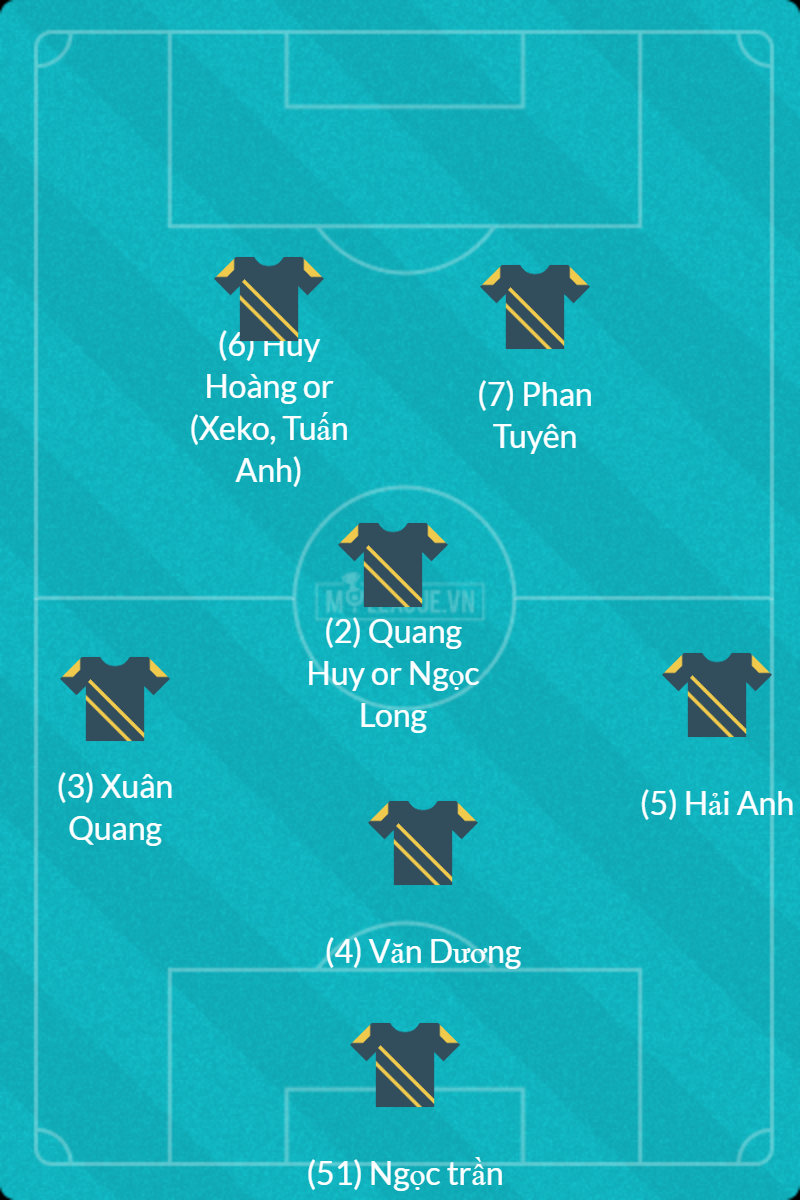 (6) Huy
Hoàng or
(Xeko, Tuấn
Anh)
(7) Phan
Tuyên
MYLEAGUE.VN
(2) Quang
Huy or Ngọc
Long
(3) Xuân
Quang
(5) Hải Anh
(4) Văn Dương
(51) Ngọc trần